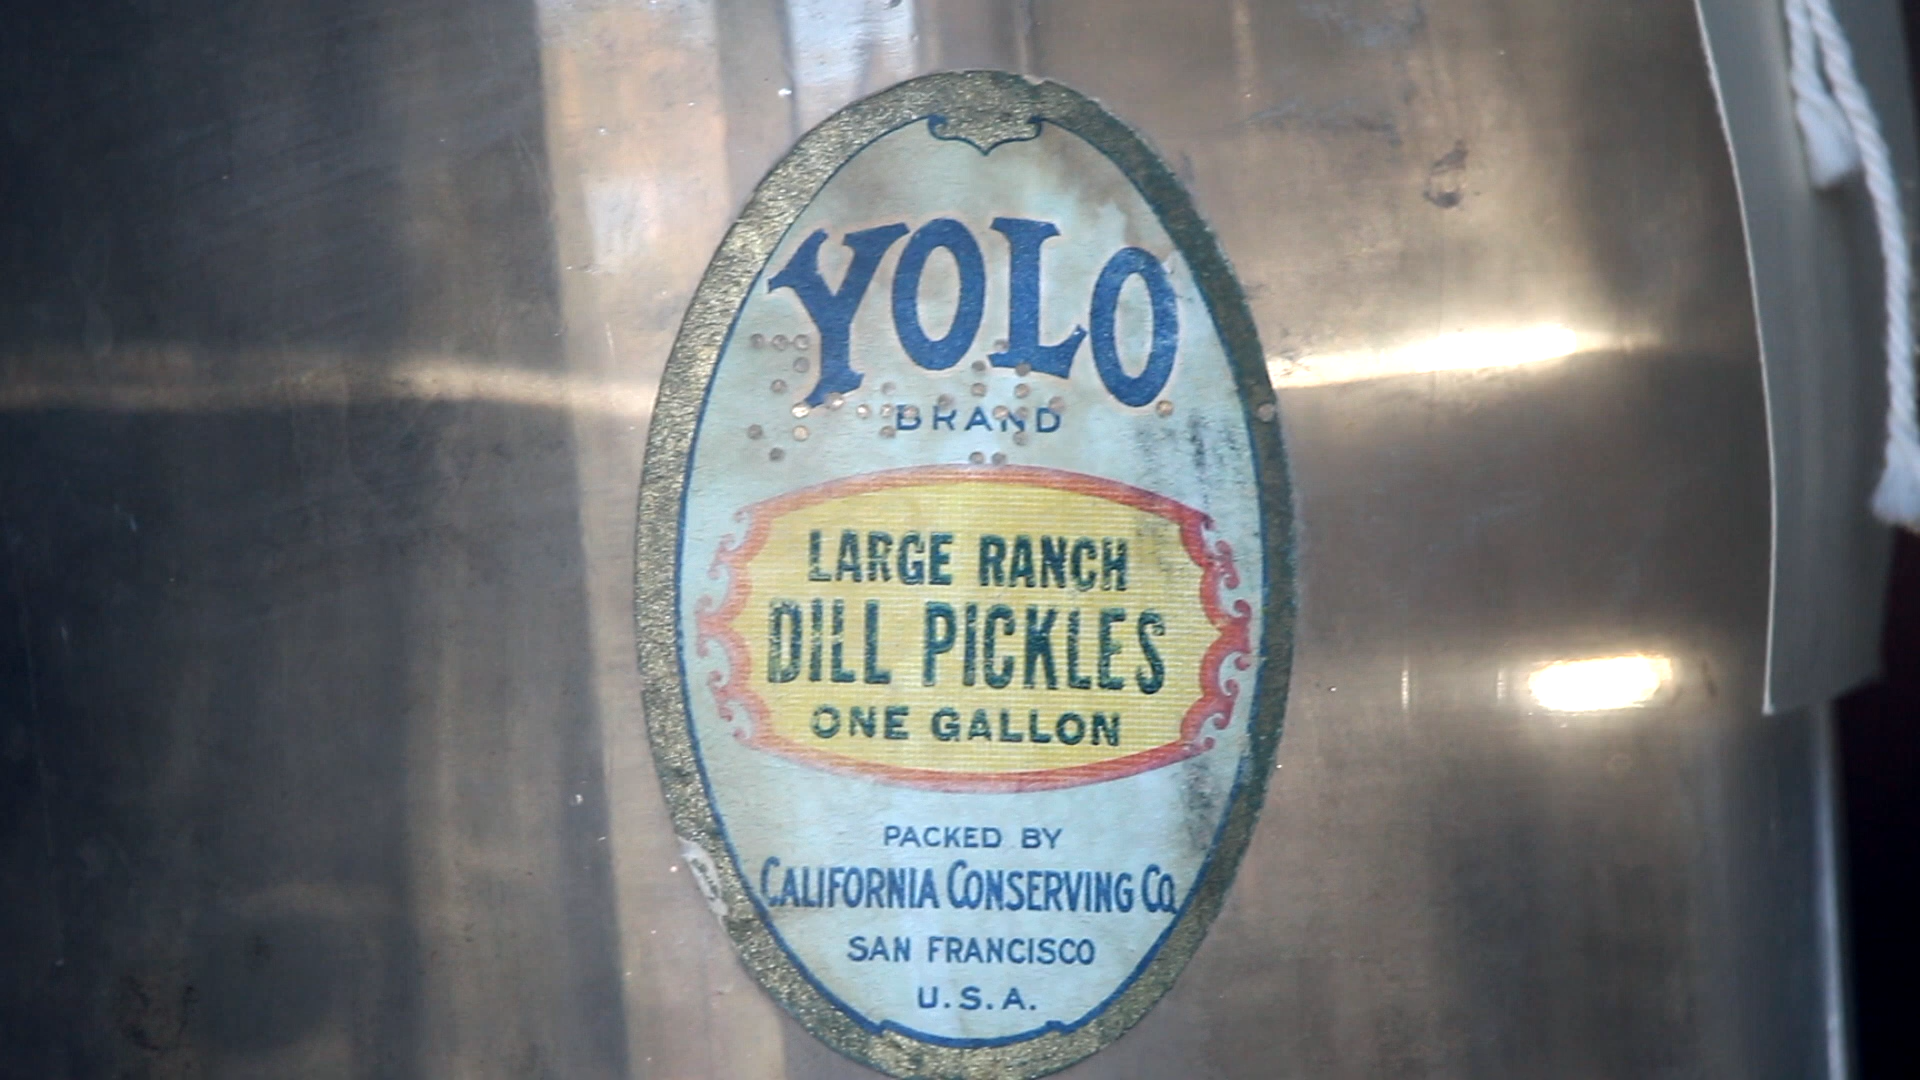 YOLO
BRAND
LARGE RANCH
DILL PICKLES
ONE GALLON
PACKED BY
CALIFORNIA CONSERVING CO.
SAN FRANCISCO
U.S.A.